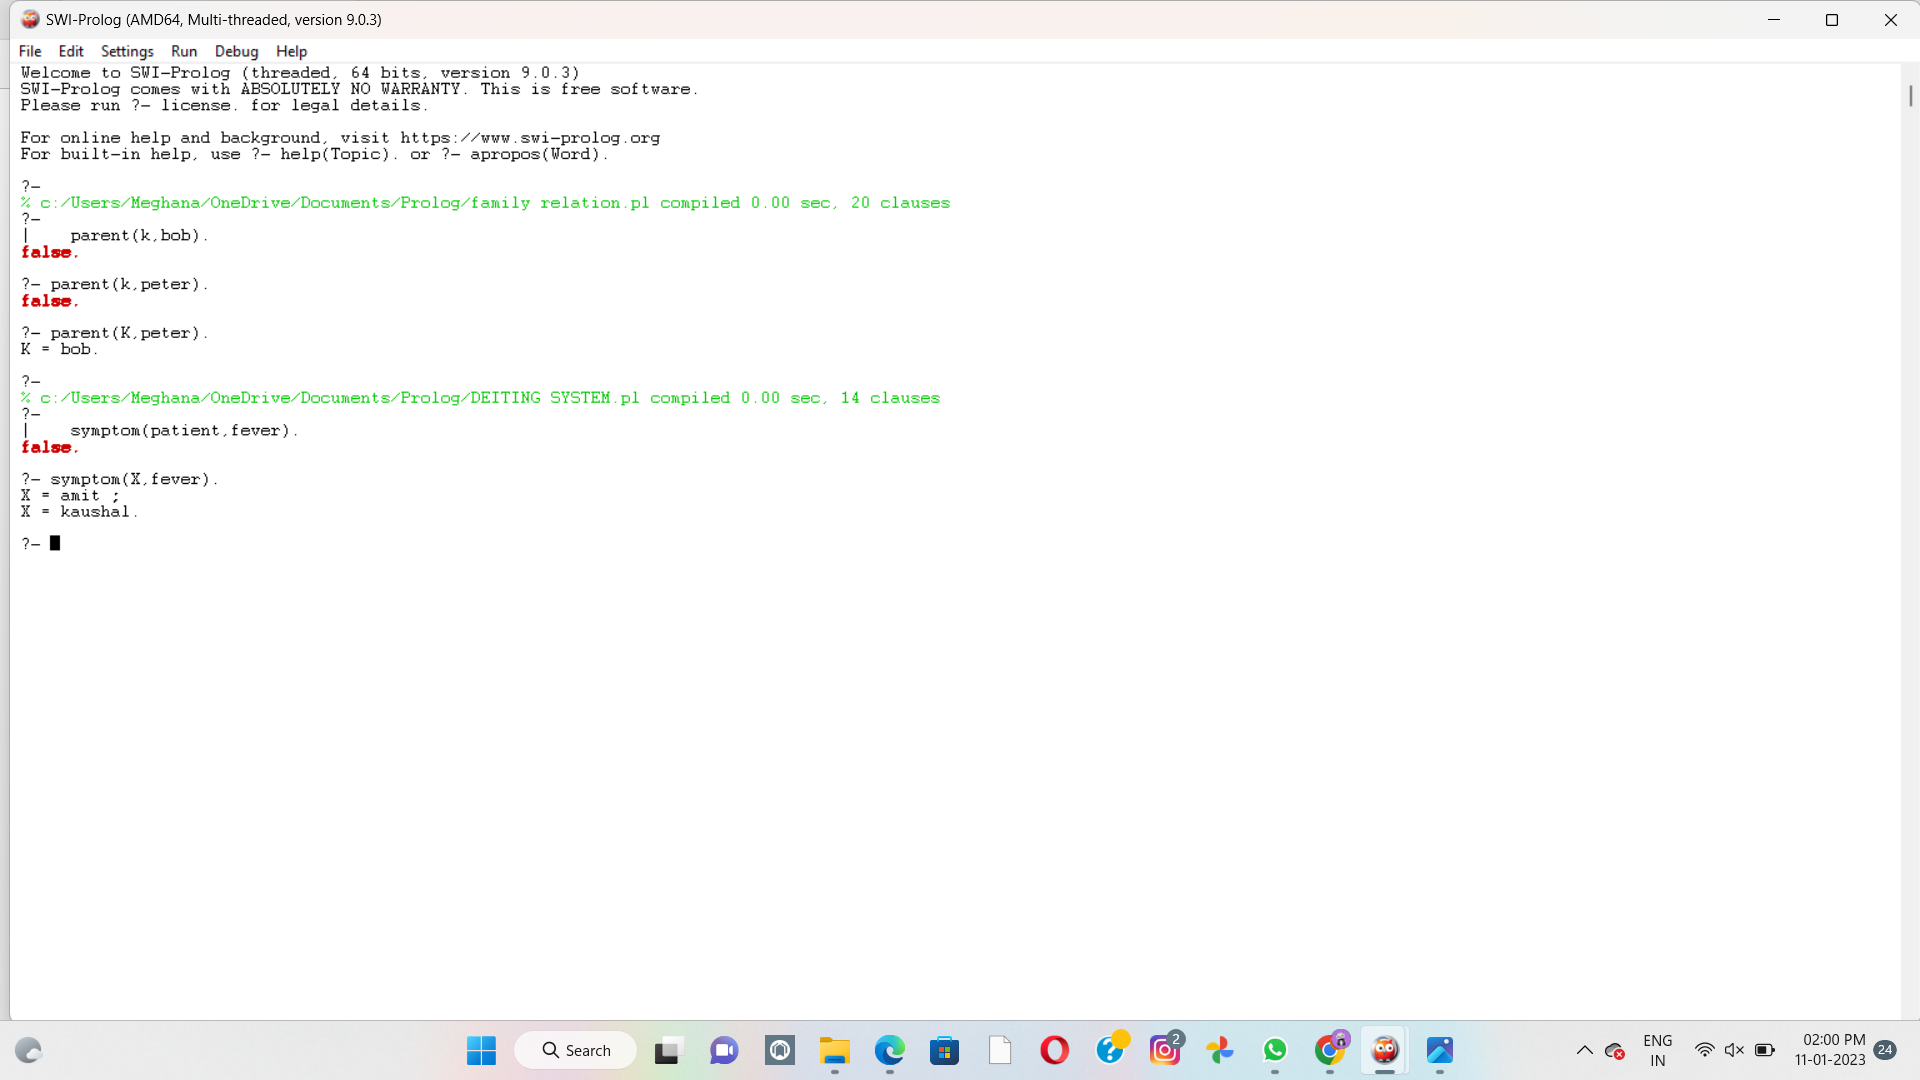 SWI-Prolog (AMD64, Multi-threaded, version 9.0.3)
File Edit Settings Run Debug Help
Welcome to SWI-Prolog (threaded, 64 bits, version 9.0.3)
SWI-Prolog comes with ABSOLUTELY NO WARRANTY. This is free software.
Please run ?- license. for legal details.
For online help and background, visit https://www.swi-prolog.org
For built-in help, use ?- help(Topic). or ?- apropos(Word).
?-
% c:/Users/Meghana/OneDrive/Documents/Prolog/family relation.pl compiled 0.00 sec, 20 clauses
?-
|    parent(k,bob).
false.
?- parent(k,peter).
false.
?- parent(K,peter).
K = bob.
?-
% c:/Users/Meghana/OneDrive/Documents/Prolog/DEITING SYSTEM.pl compiled 0.00 sec, 14 clauses
?-
|    symptom(patient,fever).
false.
?- symptom(X,fever).
X = amit ;
X = kaushal.
?-
Search
2
ENG
IN
02:00 PM
11-01-2023
24